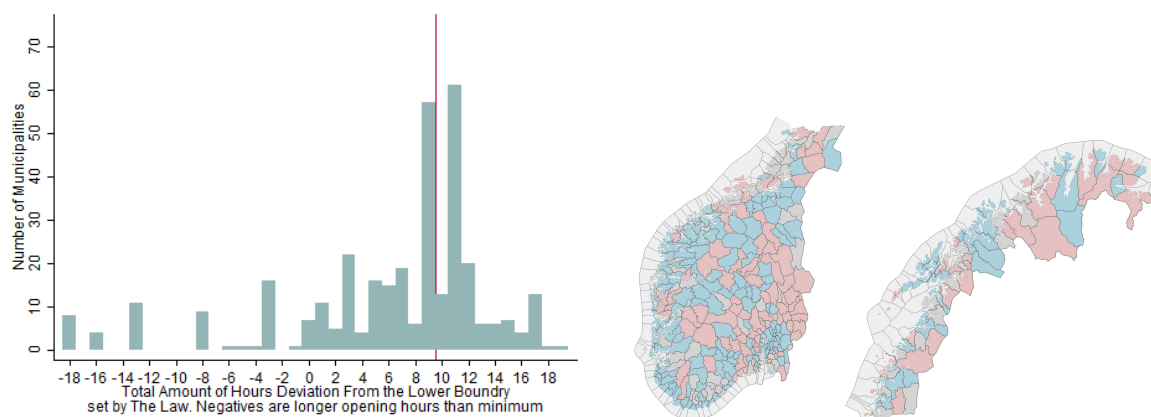 Number of Municipalities
70
60
50
40
30
20
10
0
-18 -16 -14 -12 -10 -8 -6 -4 -2 0 2 4 6 8 10 12 14 16 18
Total Amount of Hours Deviation From the Lower Boundry
set by The Law. Negatives are longer opening hours than minimum